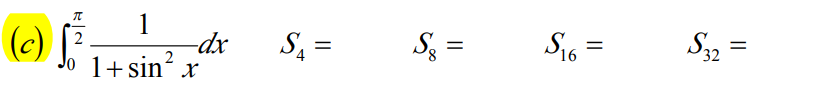 (c) ∫₀^{π/2} 1/(1+sin² x) dx    S₄ =    S₈ =    S₁₆ =    S₃₂ =